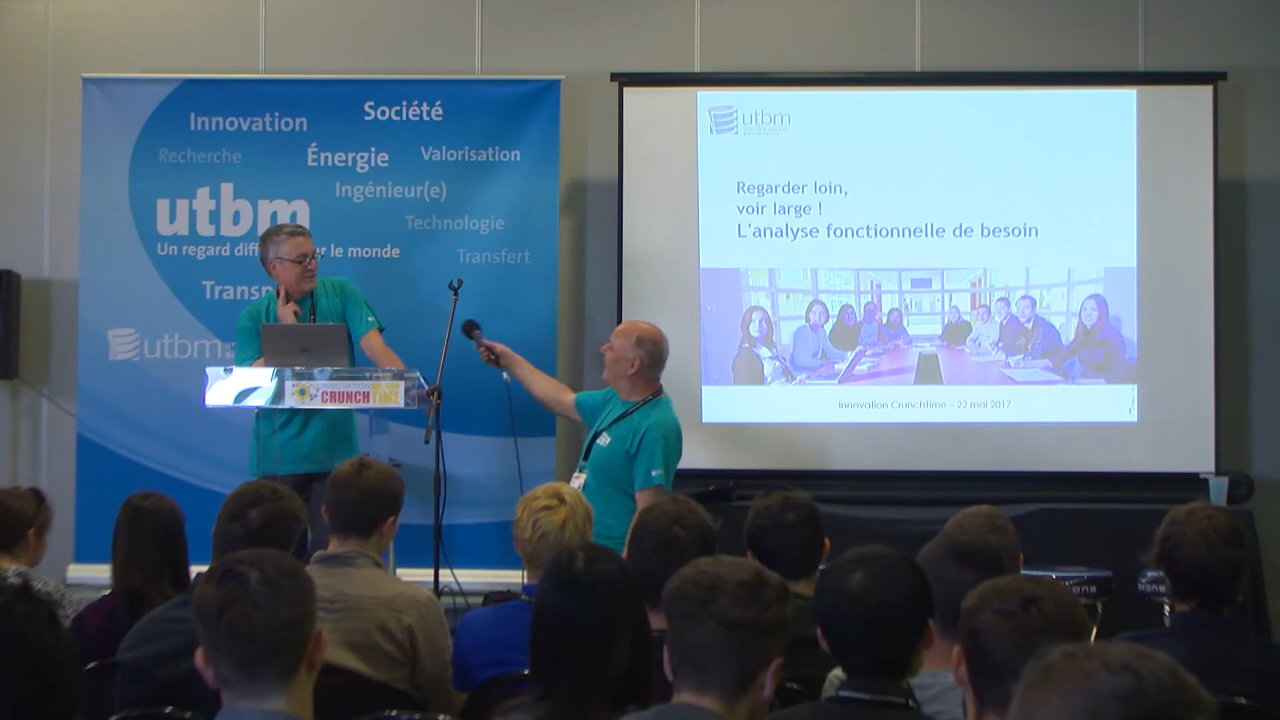 Société
Innovation
Recherche
Énergie
Valorisation
Ingénieur(e)
utbm
Technologie
Un regard diff
r le monde
Transfert
Transp
utbm
INNOVATION
CRUNCH TIME
utbm
Regarder loin,
voir large !
L'analyse fonctionnelle de besoin
Innovation CrunchTime – 22 mai 2017